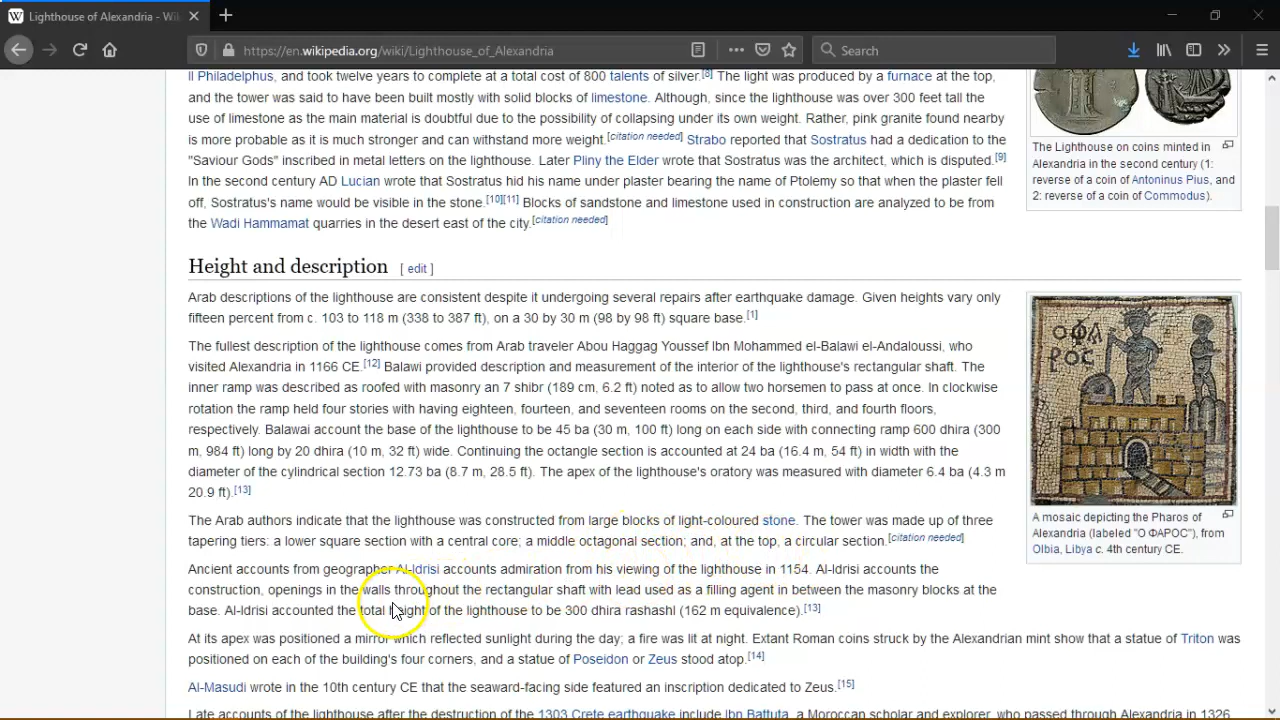 Lighthouse of Alexandria - Wiki
https://en.wikipedia.org/wiki/Lighthouse_of_Alexandria
Search
II Philadelphus, and took twelve years to complete at a total cost of 800 talents of silver.[8] The light was produced by a furnace at the top,
and the tower was said to have been built mostly with solid blocks of limestone. Although, since the lighthouse was over 300 feet tall the
use of limestone as the main material is doubtful due to the possibility of collapsing under its own weight. Rather, pink granite found nearby
is more probable as it is much stronger and can withstand more weight.[citation needed] Strabo reported that Sostratus had a dedication to the
"Saviour Gods" inscribed in metal letters on the lighthouse. Later Pliny the Elder wrote that Sostratus was the architect, which is disputed.[9]
In the second century AD Lucian wrote that Sostratus hid his name under plaster bearing the name of Ptolemy so that when the plaster fell
off, Sostratus's name would be visible in the stone.[10][11] Blocks of sandstone and limestone used in construction are analyzed to be from
the Wadi Hammamat quarries in the desert east of the city.[citation needed]
The Lighthouse on coins minted in
Alexandria in the second century (1:
reverse of a coin of Antoninus Pius, and
2: reverse of a coin of Commodus).
Height and description [ edit ]
Arab descriptions of the lighthouse are consistent despite it undergoing several repairs after earthquake damage. Given heights vary only
fifteen percent from c. 103 to 118 m (338 to 387 ft), on a 30 by 30 m (98 by 98 ft) square base.[1]
The fullest description of the lighthouse comes from Arab traveler Abou Haggag Youssef Ibn Mohammed el-Balawi el-Andaloussi, who
visited Alexandria in 1166 CE.[12] Balawi provided description and measurement of the interior of the lighthouse's rectangular shaft. The
inner ramp was described as roofed with masonry an 7 shibr (189 cm, 6.2 ft) noted as to allow two horsemen to pass at once. In clockwise
rotation the ramp held four stories with having eighteen, fourteen, and seventeen rooms on the second, third, and fourth floors,
respectively. Balawai account the base of the lighthouse to be 45 ba (30 m, 100 ft) long on each side with connecting ramp 600 dhira (300
m, 984 ft) long by 20 dhira (10 m, 32 ft) wide. Continuing the octangle section is accounted at 24 ba (16.4 m, 54 ft) in width with the
diameter of the cylindrical section 12.73 ba (8.7 m, 28.5 ft). The apex of the lighthouse's oratory was measured with diameter 6.4 ba (4.3 m
20.9 ft).[13]
The Arab authors indicate that the lighthouse was constructed from large blocks of light-coloured stone. The tower was made up of three
tapering tiers: a lower square section with a central core; a middle octagonal section; and, at the top, a circular section.[citation needed]
Ancient accounts from geographer Al-Idrisi accounts admiration from his viewing of the lighthouse in 1154. Al-Idrisi accounts the
construction, openings in the walls throughout the rectangular shaft with lead used as a filling agent in between the masonry blocks at the
base. Al-Idrisi accounted the total height of the lighthouse to be 300 dhira rashashl (162 m equivalence).[13]
At its apex was positioned a mirror which reflected sunlight during the day; a fire was lit at night. Extant Roman coins struck by the Alexandrian mint show that a statue of Triton was
positioned on each of the building's four corners, and a statue of Poseidon or Zeus stood atop.[14]
Al-Masudi wrote in the 10th century CE that the seaward-facing side featured an inscription dedicated to Zeus.[15]
Late accounts of the lighthouse after the destruction of the 1303 Crete earthquake include Ibn Battuta, a Moroccan scholar and explorer, who passed through Alexandria in 1326
Ο ΦΑ
ΡΟC
A mosaic depicting the Pharos of
Alexandria (labeled "Ο ΦΑΡΟC"), from
Olbia, Libya c. 4th century CE.